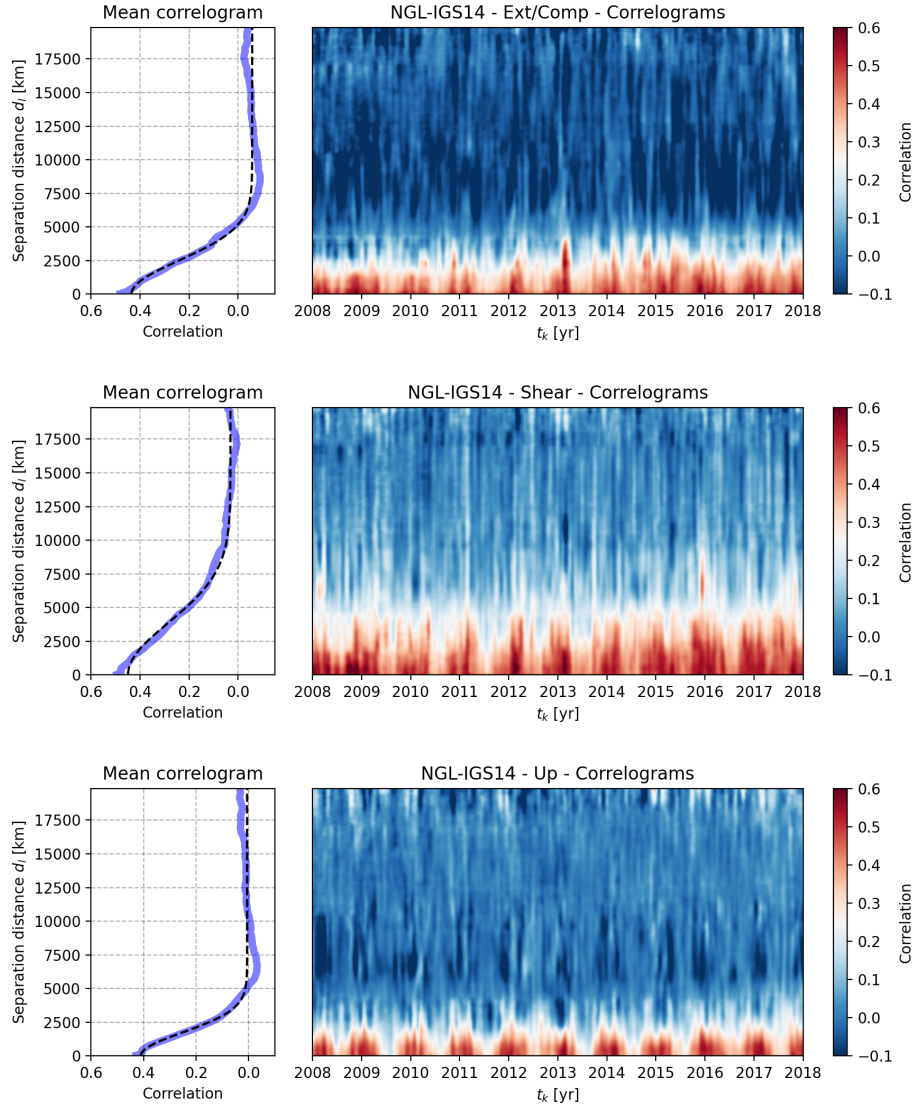 Mean correlogram
NGL-IGS14 - Ext/Comp - Correlograms
Separation distance dₗ [km]
17500
15000
12500
10000
7500
5000
2500
0
0.6 0.4 0.2 0.0
Correlation
2008 2009 2010 2011 2012 2013 2014 2015 2016 2017 2018
tₖ [yr]
0.6
0.5
0.4
0.3
0.2
0.1
0.0
−0.1
Correlation
Mean correlogram
NGL-IGS14 - Shear - Correlograms
Separation distance dₗ [km]
17500
15000
12500
10000
7500
5000
2500
0
0.6 0.4 0.2 0.0
Correlation
2008 2009 2010 2011 2012 2013 2014 2015 2016 2017 2018
tₖ [yr]
0.6
0.5
0.4
0.3
0.2
0.1
0.0
−0.1
Correlation
Mean correlogram
NGL-IGS14 - Up - Correlograms
Separation distance dₗ [km]
17500
15000
12500
10000
7500
5000
2500
0
0.6 0.4 0.2 0.0
Correlation
2008 2009 2010 2011 2012 2013 2014 2015 2016 2017 2018
tₖ [yr]
0.6
0.5
0.4
0.3
0.2
0.1
0.0
−0.1
Correlation